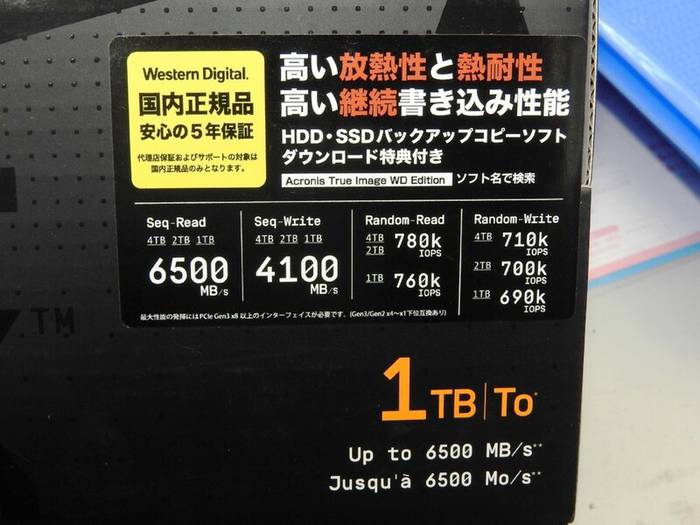 Western Digital.
国内正規品
安心の5年保証
代理店保証およびサポートの対象は
国内正規品のみとなります。
高い放熱性と熱耐性
高い継続書き込み性能
HDD・SSDバックアップコピーソフト
ダウンロード特典付き
Acronis True Image WD Edition ソフト名で検索
Seq-Read
4TB 2TB 1TB
6500
MB/s
Seq-Write
4TB 2TB 1TB
4100
MB/s
Random-Read
4TB 2TB 780k IOPS
1TB 760k IOPS
Random-Write
4TB 710k IOPS
2TB 700k IOPS
1TB 690k IOPS
最大性能の発揮にはPCIe Gen3 x8 以上のインターフェイスが必要です。(Gen3/Gen2 x4〜x1下位互換あり)
TM
1TB|To*
Up to 6500 MB/s**
Jusqu'à 6500 Mo/s**